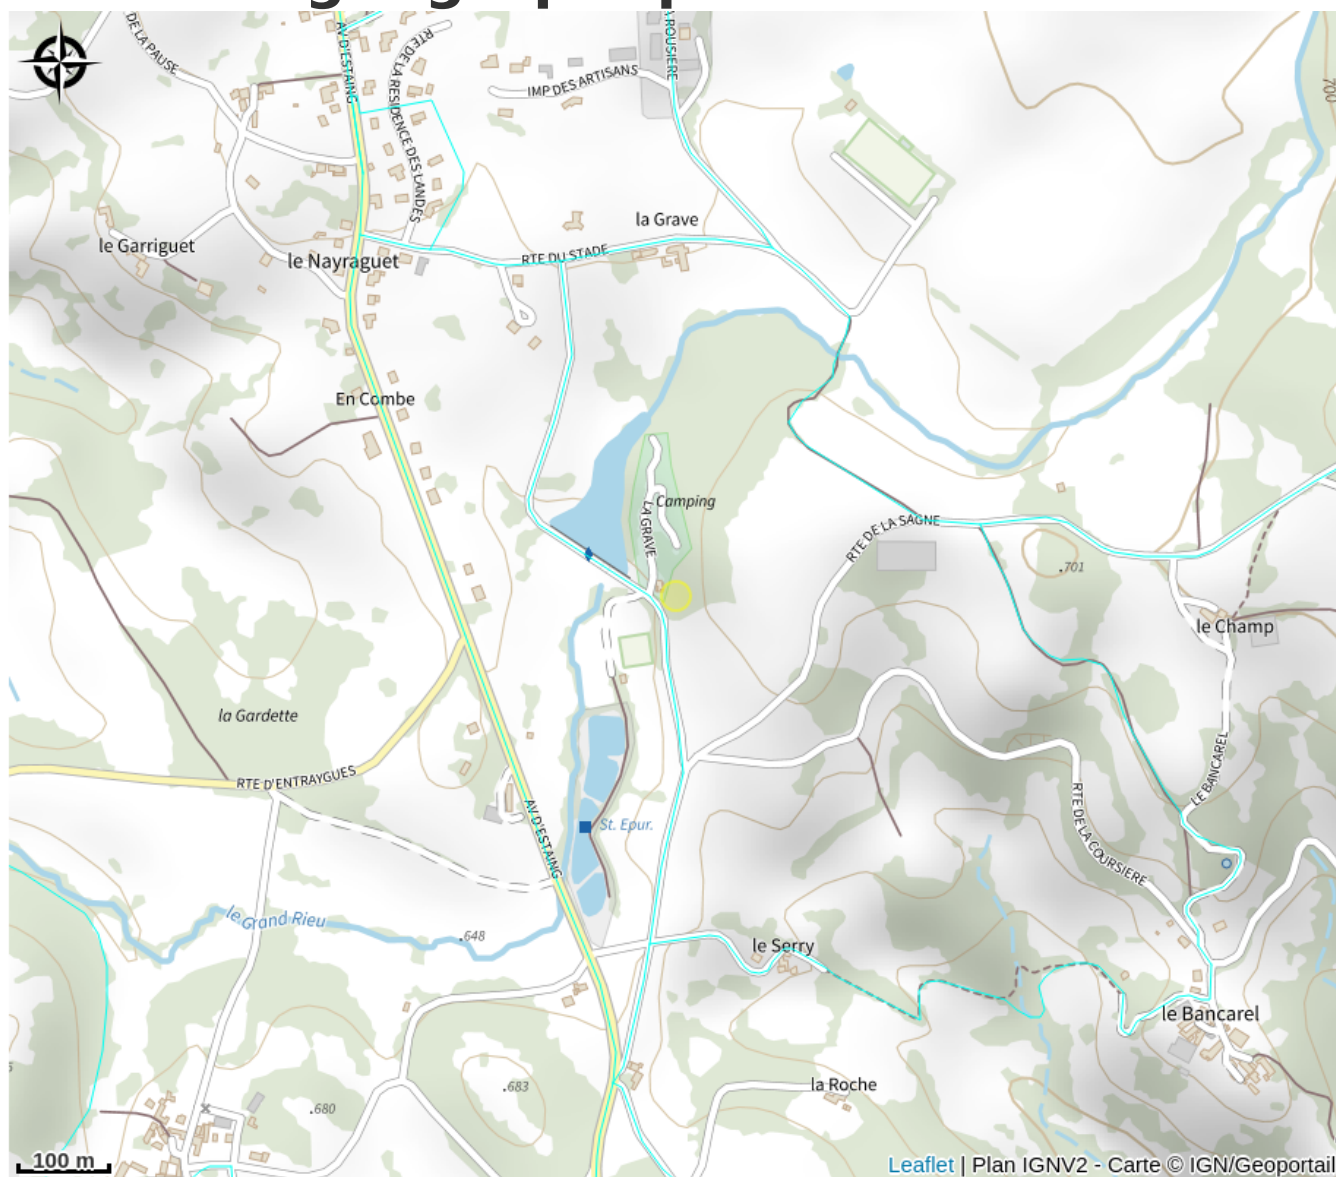 DE LA PAUSE
AV D'ESTAING
RTE DE LA RESIDENCE DES LANDES
IMP DES ARTISANS
ROUSIERE
700
la Grave
le Garriguet
le Nayraguet
RTE DU STADE
En Combe
Camping
LA GRAVE
RTE DE LA SAGNE
.701
le Champ
la Gardette
RTE D'ENTRAYGUES
AV D'ESTAING
St. Epur.
LE BANCAREL
RTE DE LA COURSIERE
le Grand Rieu
.648
le Serry
le Bancarel
.683
la Roche
.680
100 m
Leaflet | Plan IGNV2 - Carte © IGN/Geoportail